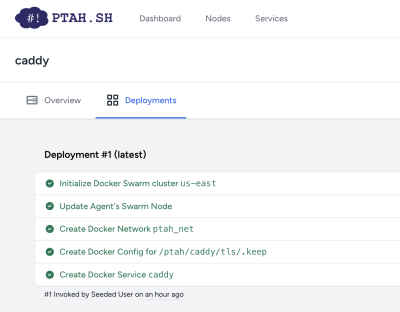 #! PTAH.SH Dashboard Nodes Services
caddy
Overview Deployments
Deployment #1 (latest)
Initialize Docker Swarm cluster us-east
Update Agent's Swarm Node
Create Docker Network ptah_net
Create Docker Config for /ptah/caddy/tls/.keep
Create Docker Service caddy
#1 Invoked by Seeded User on an hour ago